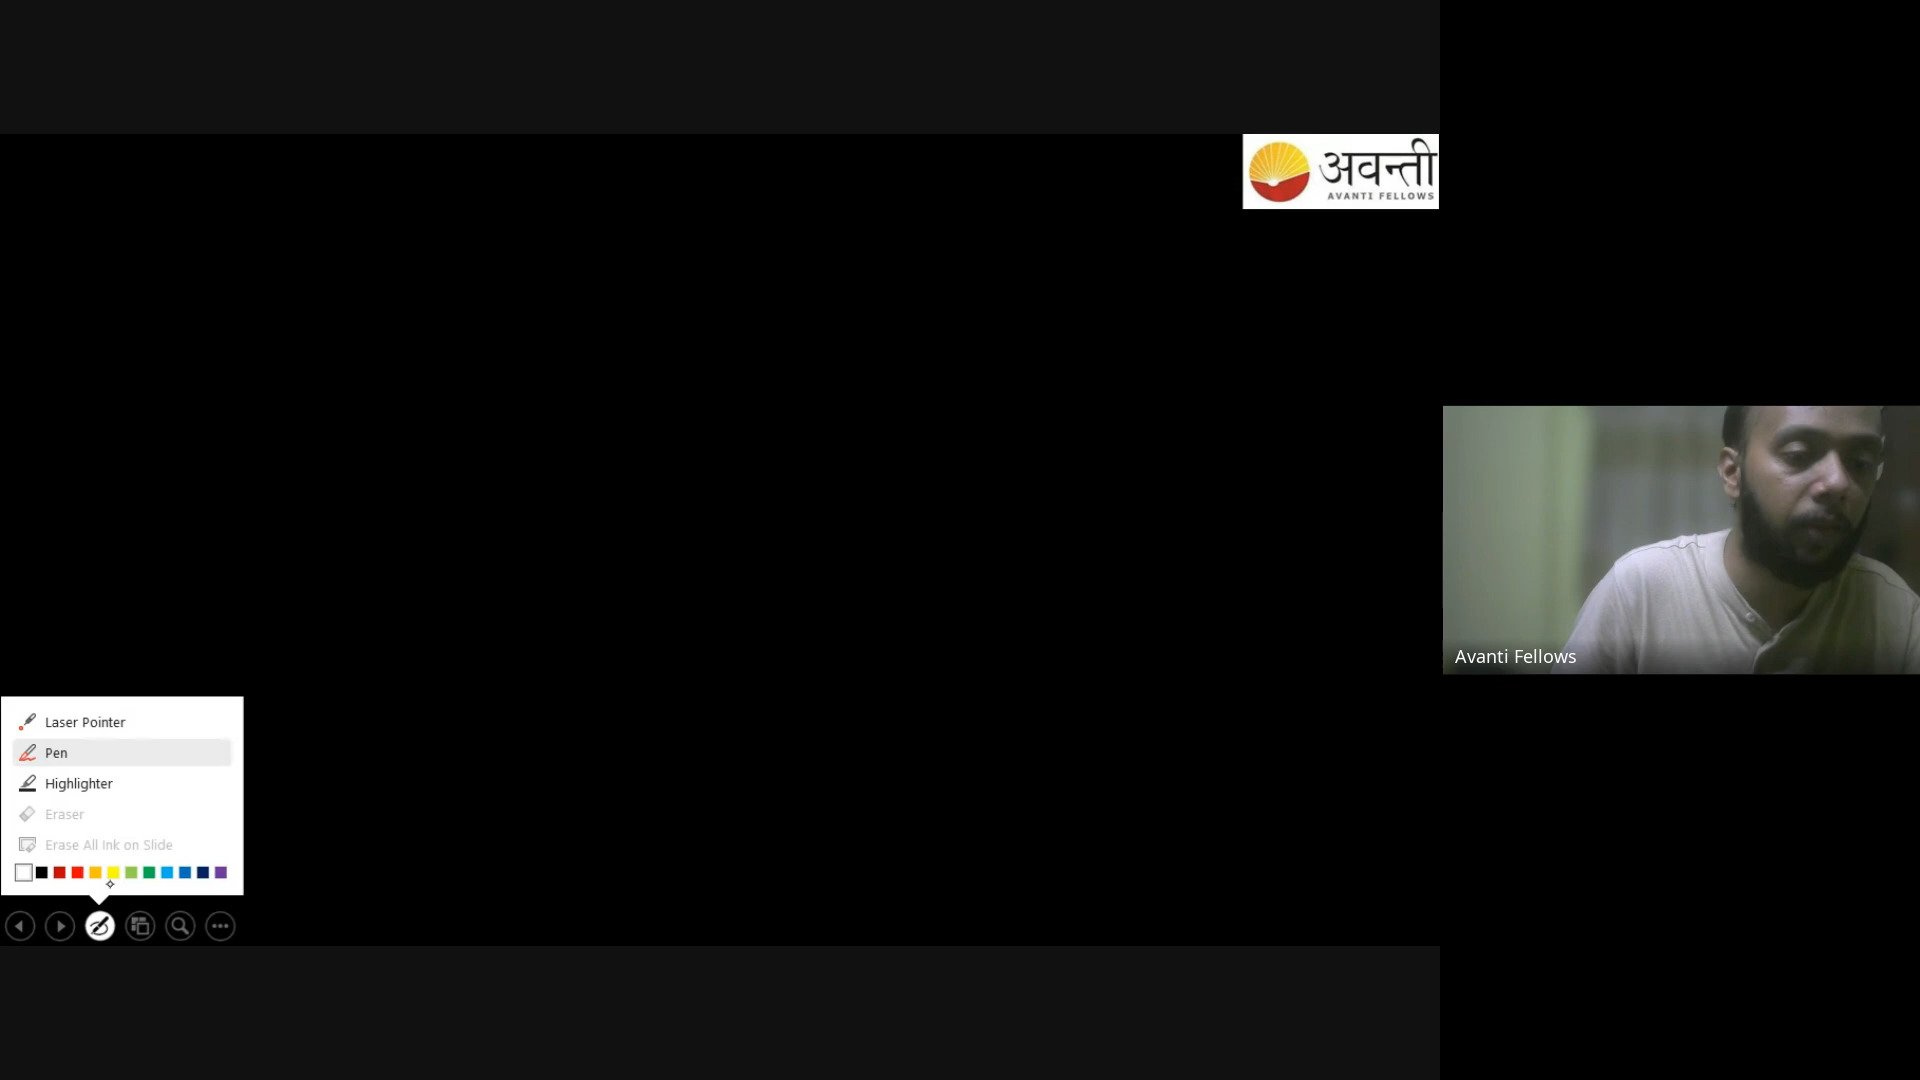 अवन्ती
AVANTI FELLOWS
Avanti Fellows
Laser Pointer
Pen
Highlighter
Eraser
Erase All Ink on Slide